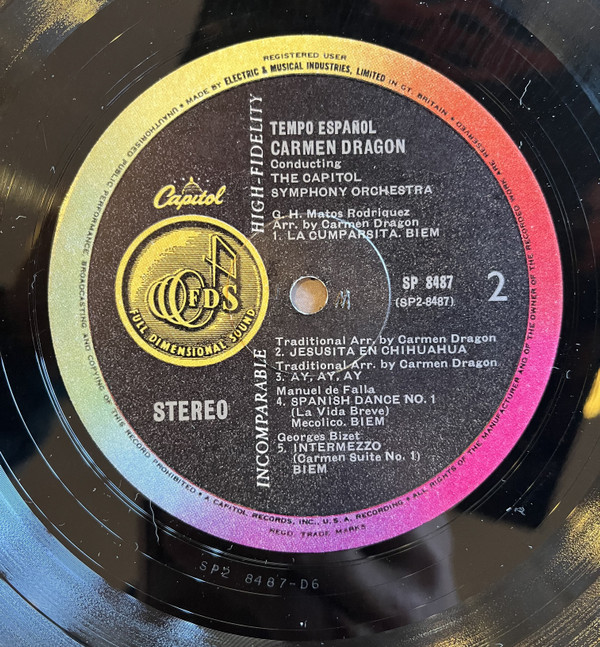 REGISTERED USER
• MADE BY ELECTRIC & MUSICAL INDUSTRIES, LIMITED IN GT. BRITAIN • ALL RIGHTS OF THE MANUFACTURER AND OF THE OWNER OF THE RECORDED WORK ARE RESERVED.
UNAUTHORISED PUBLIC PERFORMANCE BROADCASTING AND COPYING OF THIS RECORD PROHIBITED • A CAPITOL RECORDS, INC., U.S.A. RECORDING •
REGD. TRADE MARKS
INCOMPARABLE HIGH-FIDELITY
TEMPO ESPAÑOL
CARMEN DRAGON
Conducting
THE CAPITOL
SYMPHONY ORCHESTRA
G. H. Matos Rodriquez
Arr. by Carmen Dragon
1. LA CUMPARSITA. BIEM
Capitol
FDS
FULL DIMENSIONAL SOUND
STEREO
SP 8487
(SP2-8487)
2
M
Traditional Arr. by Carmen Dragon
2. JESUSITA EN CHIHUAHUA
Traditional Arr. by Carmen Dragon
3. AY, AY, AY
Manuel de Falla
4. SPANISH DANCE NO. 1
(La Vida Breve)
Mecolico. BIEM
Georges Bizet
5. INTERMEZZO
(Carmen Suite No. 1)
BIEM
SP2 8487-D6